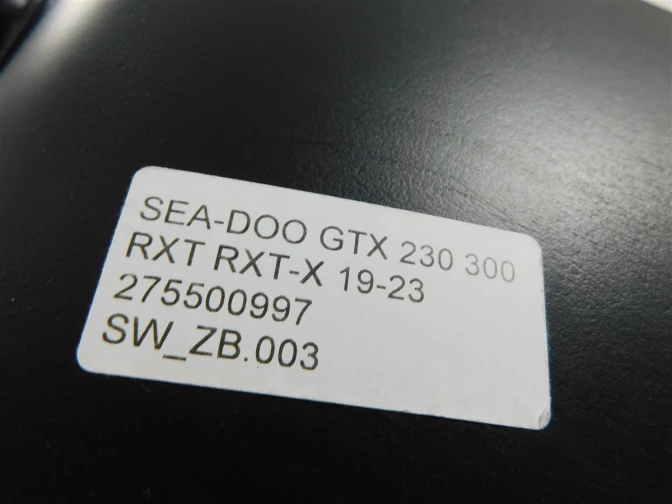 SEA-DOO GTX 230 300
RXT RXT-X 19-23
275500997
SW_ZB.003